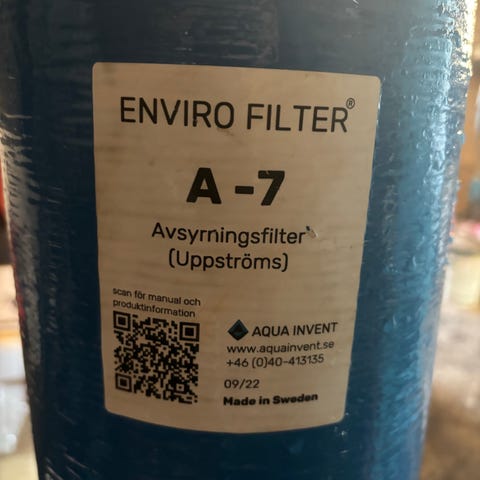 ENVIRO FILTER®
A -7
Avsyrningsfilter
(Uppströms)
scan för manual och
produktinformation
AQUA INVENT
www.aquainvent.se
+46 (0)40-413135
09/22
Made in Sweden